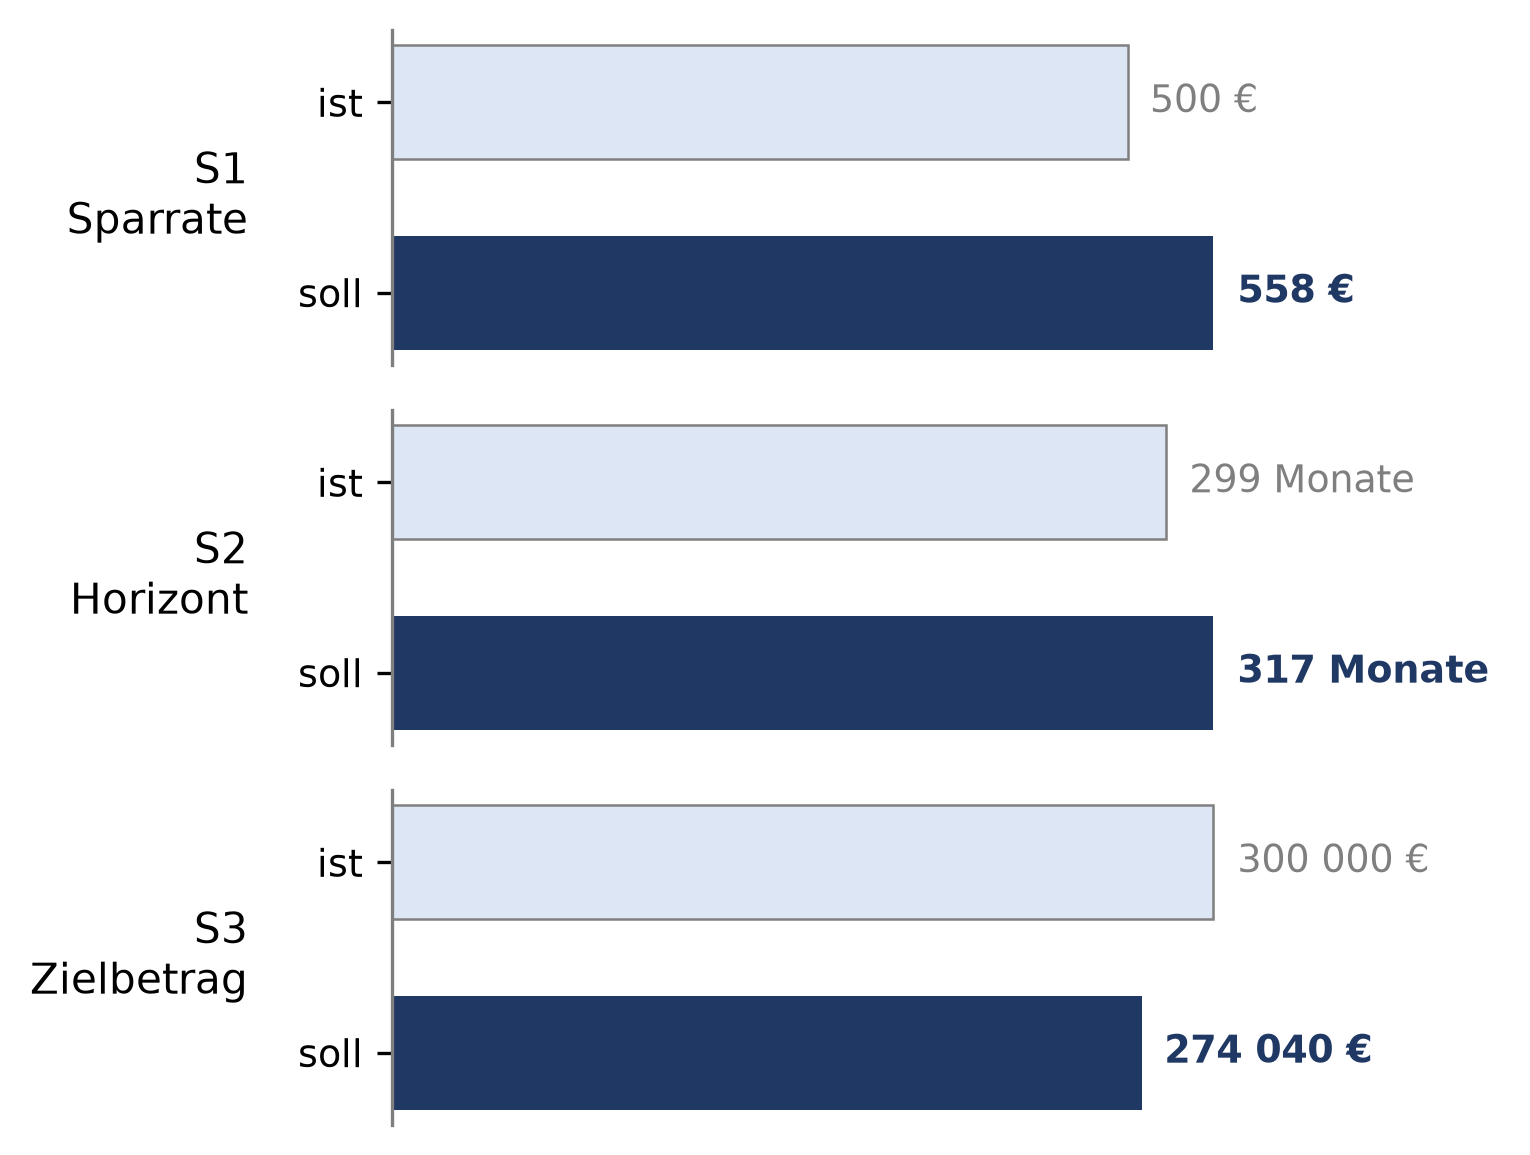 S1
Sparrate
ist
500 €
soll
558 €
S2
Horizont
ist
299 Monate
soll
317 Monate
S3
Zielbetrag
ist
300 000 €
soll
274 040 €